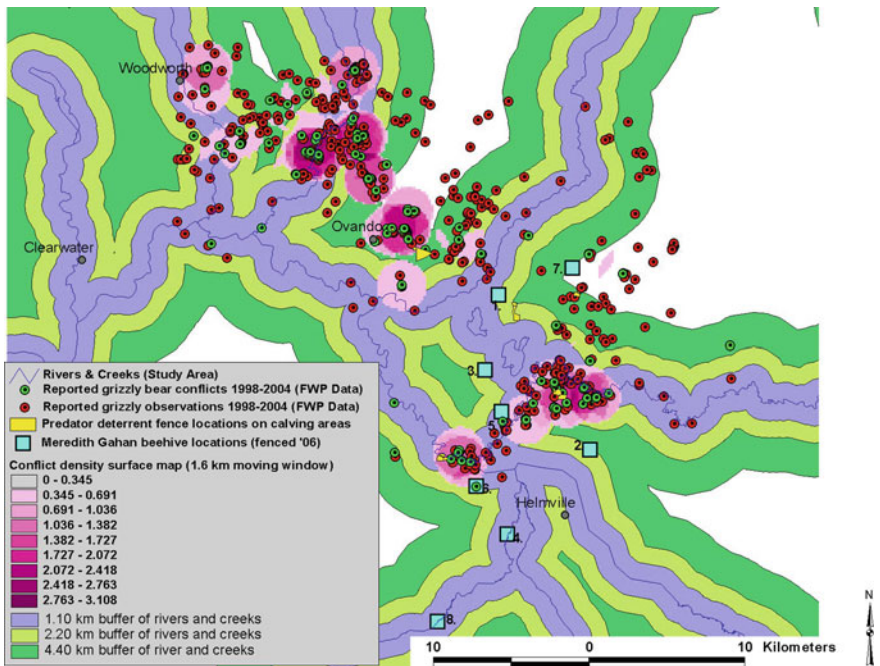 Woodworth
Ovando
Clearwater
7.
1.
3.
5.
2.
6.
Helmville
4.
8.
Rivers & Creeks (Study Area)
Reported grizzly bear conflicts 1998-2004 (FWP Data)
Reported grizzly observations 1998-2004 (FWP Data)
Predator deterrent fence locations on calving areas
Meredith Gahan beehive locations (fenced '06)
Conflict density surface map (1.6 km moving window)
0 - 0.345
0.345 - 0.691
0.691 - 1.036
1.036 - 1.382
1.382 - 1.727
1.727 - 2.072
2.072 - 2.418
2.418 - 2.763
2.763 - 3.108
1.10 km buffer of rivers and creeks
2.20 km buffer of rivers and creeks
4.40 km buffer of river and creeks
10 0 10 Kilometers
N